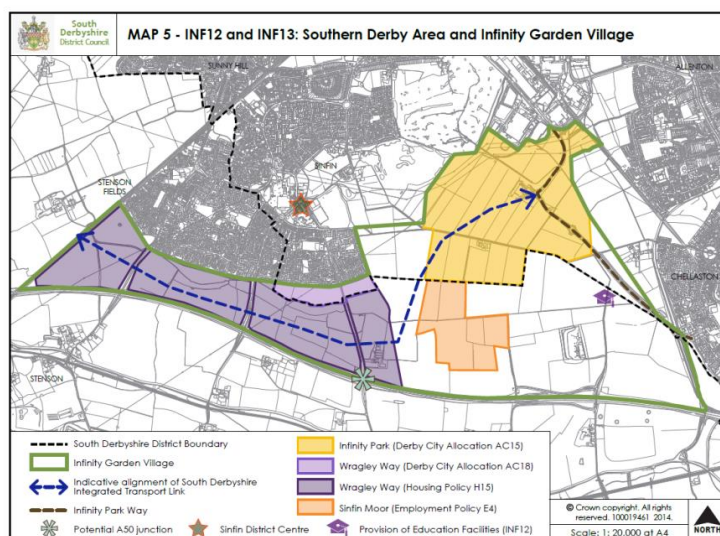 South
Derbyshire
District Council
MAP 5 - INF12 and INF13: Southern Derby Area and Infinity Garden Village
SUNNY HILL
ALLENTON
SINFIN
STENSON
FIELDS
CHELLASTON
STENSON
South Derbyshire District Boundary
Infinity Garden Village
Indicative alignment of South Derbyshire
Integrated Transport Link
Infinity Park Way
Potential A50 junction
Sinfin District Centre
Infinity Park (Derby City Allocation AC15)
Wragley Way (Derby City Allocation AC18)
Wragley Way (Housing Policy H15)
Sinfin Moor (Employment Policy E4)
Provision of Education Facilities (INF12)
© Crown copyright. All rights
reserved. 100019461 2014.
Scale: 1: 20,000 at A4
NORTH